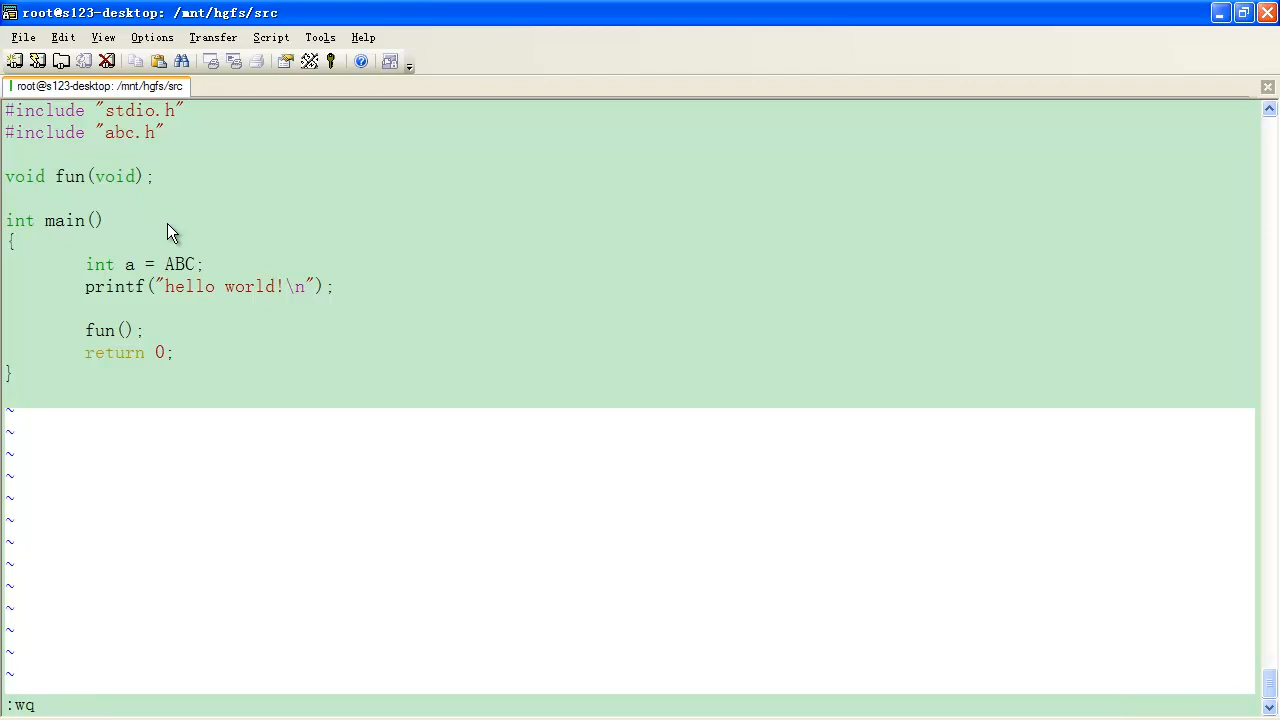 root@s123-desktop: /mnt/hgfs/src
File Edit View Options Transfer Script Tools Help
root@s123-desktop: /mnt/hgfs/src
#include "stdio.h"
#include "abc.h"
void fun(void);
int main()
{
int a = ABC;
printf("hello world!\n");
fun();
return 0;
}
~
~
~
~
~
~
~
~
~
~
~
~
~
:wq